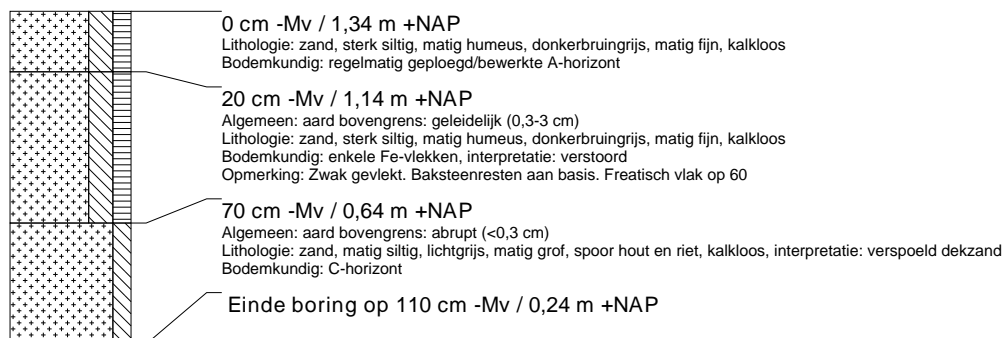 0 cm -Mv / 1,34 m +NAP
Lithologie: zand, sterk siltig, matig humeus, donkerbruingrijs, matig fijn, kalkloos
Bodemkundig: regelmatig geploegd/bewerkte A-horizont
20 cm -Mv / 1,14 m +NAP
Algemeen: aard bovengrens: geleidelijk (0,3-3 cm)
Lithologie: zand, sterk siltig, matig humeus, donkerbruingrijs, matig fijn, kalkloos
Bodemkundig: enkele Fe-vlekken, interpretatie: verstoord
Opmerking: Zwak gevlekt. Baksteenresten aan basis. Freatisch vlak op 60
70 cm -Mv / 0,64 m +NAP
Algemeen: aard bovengrens: abrupt (<0,3 cm)
Lithologie: zand, matig siltig, lichtgrijs, matig grof, spoor hout en riet, kalkloos, interpretatie: verspoeld dekzand
Bodemkundig: C-horizont
Einde boring op 110 cm -Mv / 0,24 m +NAP